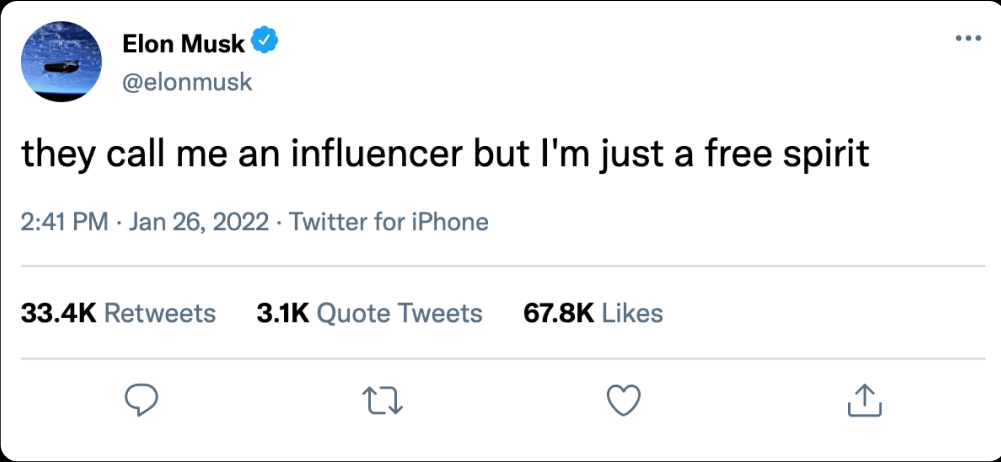 Elon Musk
@elonmusk
they call me an influencer but I'm just a free spirit
2:41 PM · Jan 26, 2022 · Twitter for iPhone
33.4K Retweets 3.1K Quote Tweets 67.8K Likes